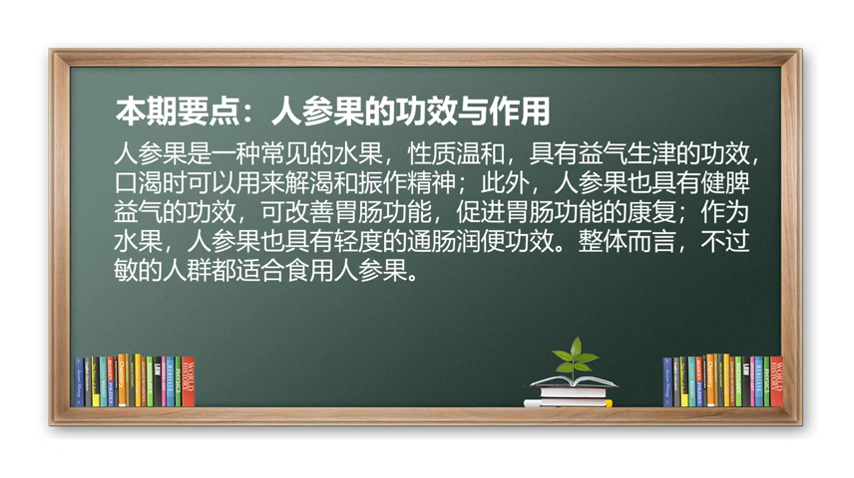 本期要点：人参果的功效与作用
人参果是一种常见的水果，性质温和，具有益气生津的功效，
口渴时可以用来解渴和振作精神；此外，人参果也具有健脾
益气的功效，可改善胃肠功能，促进胃肠功能的康复；作为
水果，人参果也具有轻度的通肠润便功效。整体而言，不过
敏的人群都适合食用人参果。
WORLD HISTORY
WORLD HISTORY